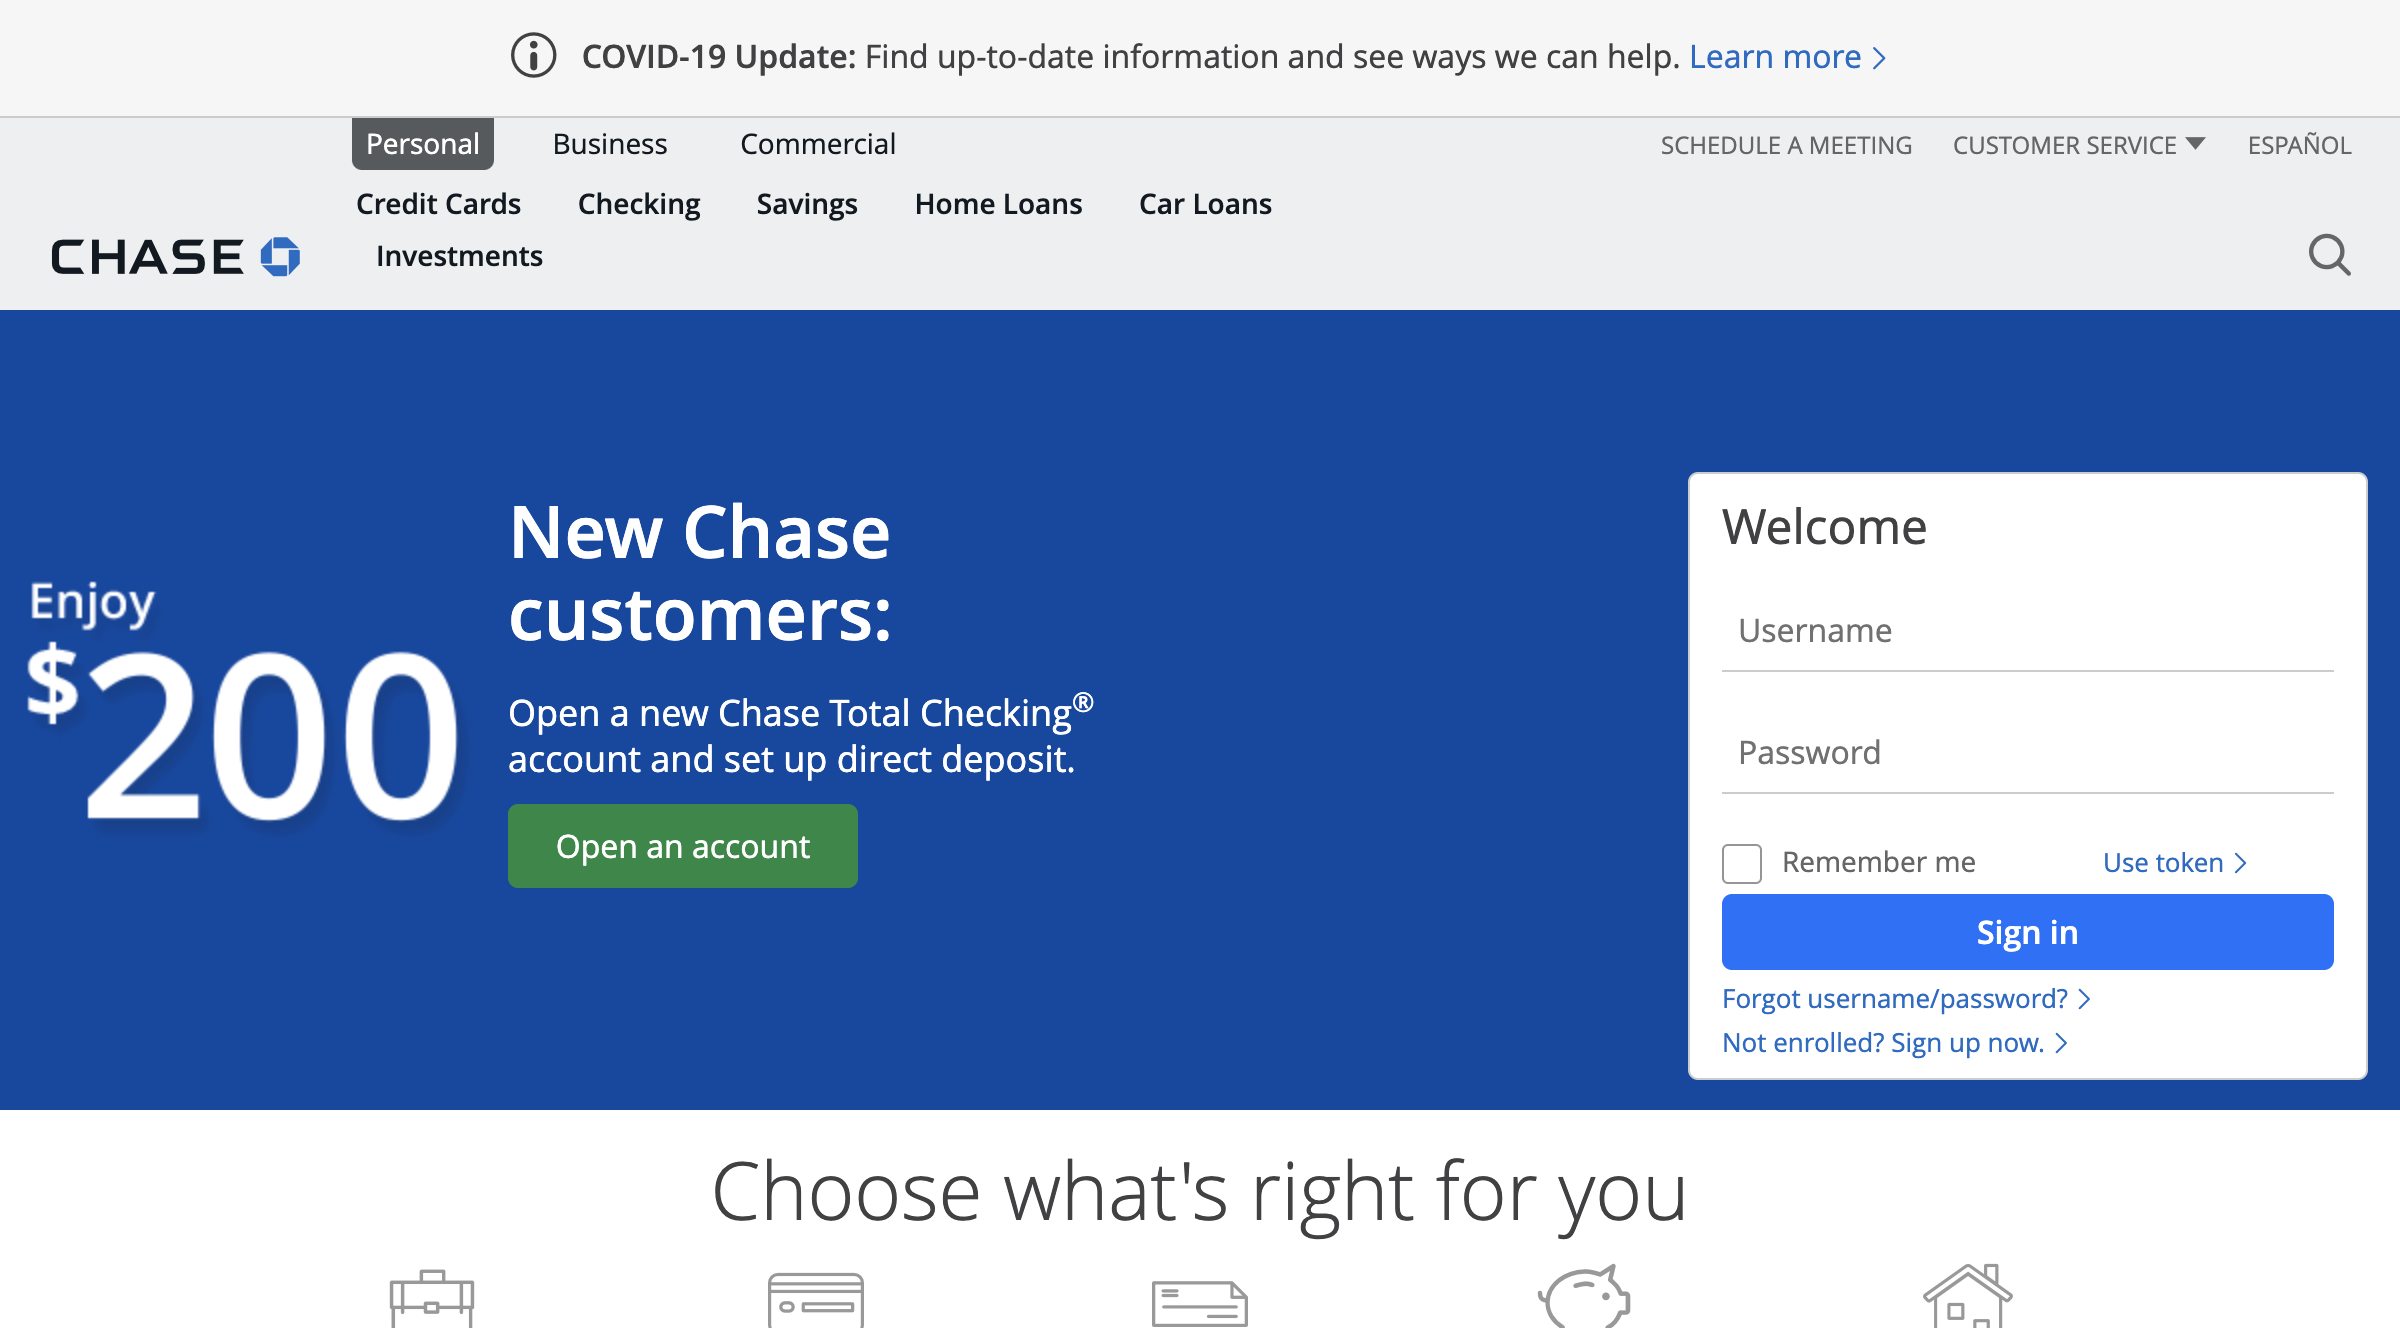 COVID-19 Update: Find up-to-date information and see ways we can help. Learn more
Personal Business Commercial
SCHEDULE A MEETING CUSTOMER SERVICE ESPAÑOL
Credit Cards Checking Savings Home Loans Car Loans
Investments
CHASE
Enjoy
$200
New Chase
customers:
Open a new Chase Total Checking®
account and set up direct deposit.
Open an account
Welcome
Username
Password
Remember me Use token
Sign in
Forgot username/password?
Not enrolled? Sign up now.
Choose what's right for you